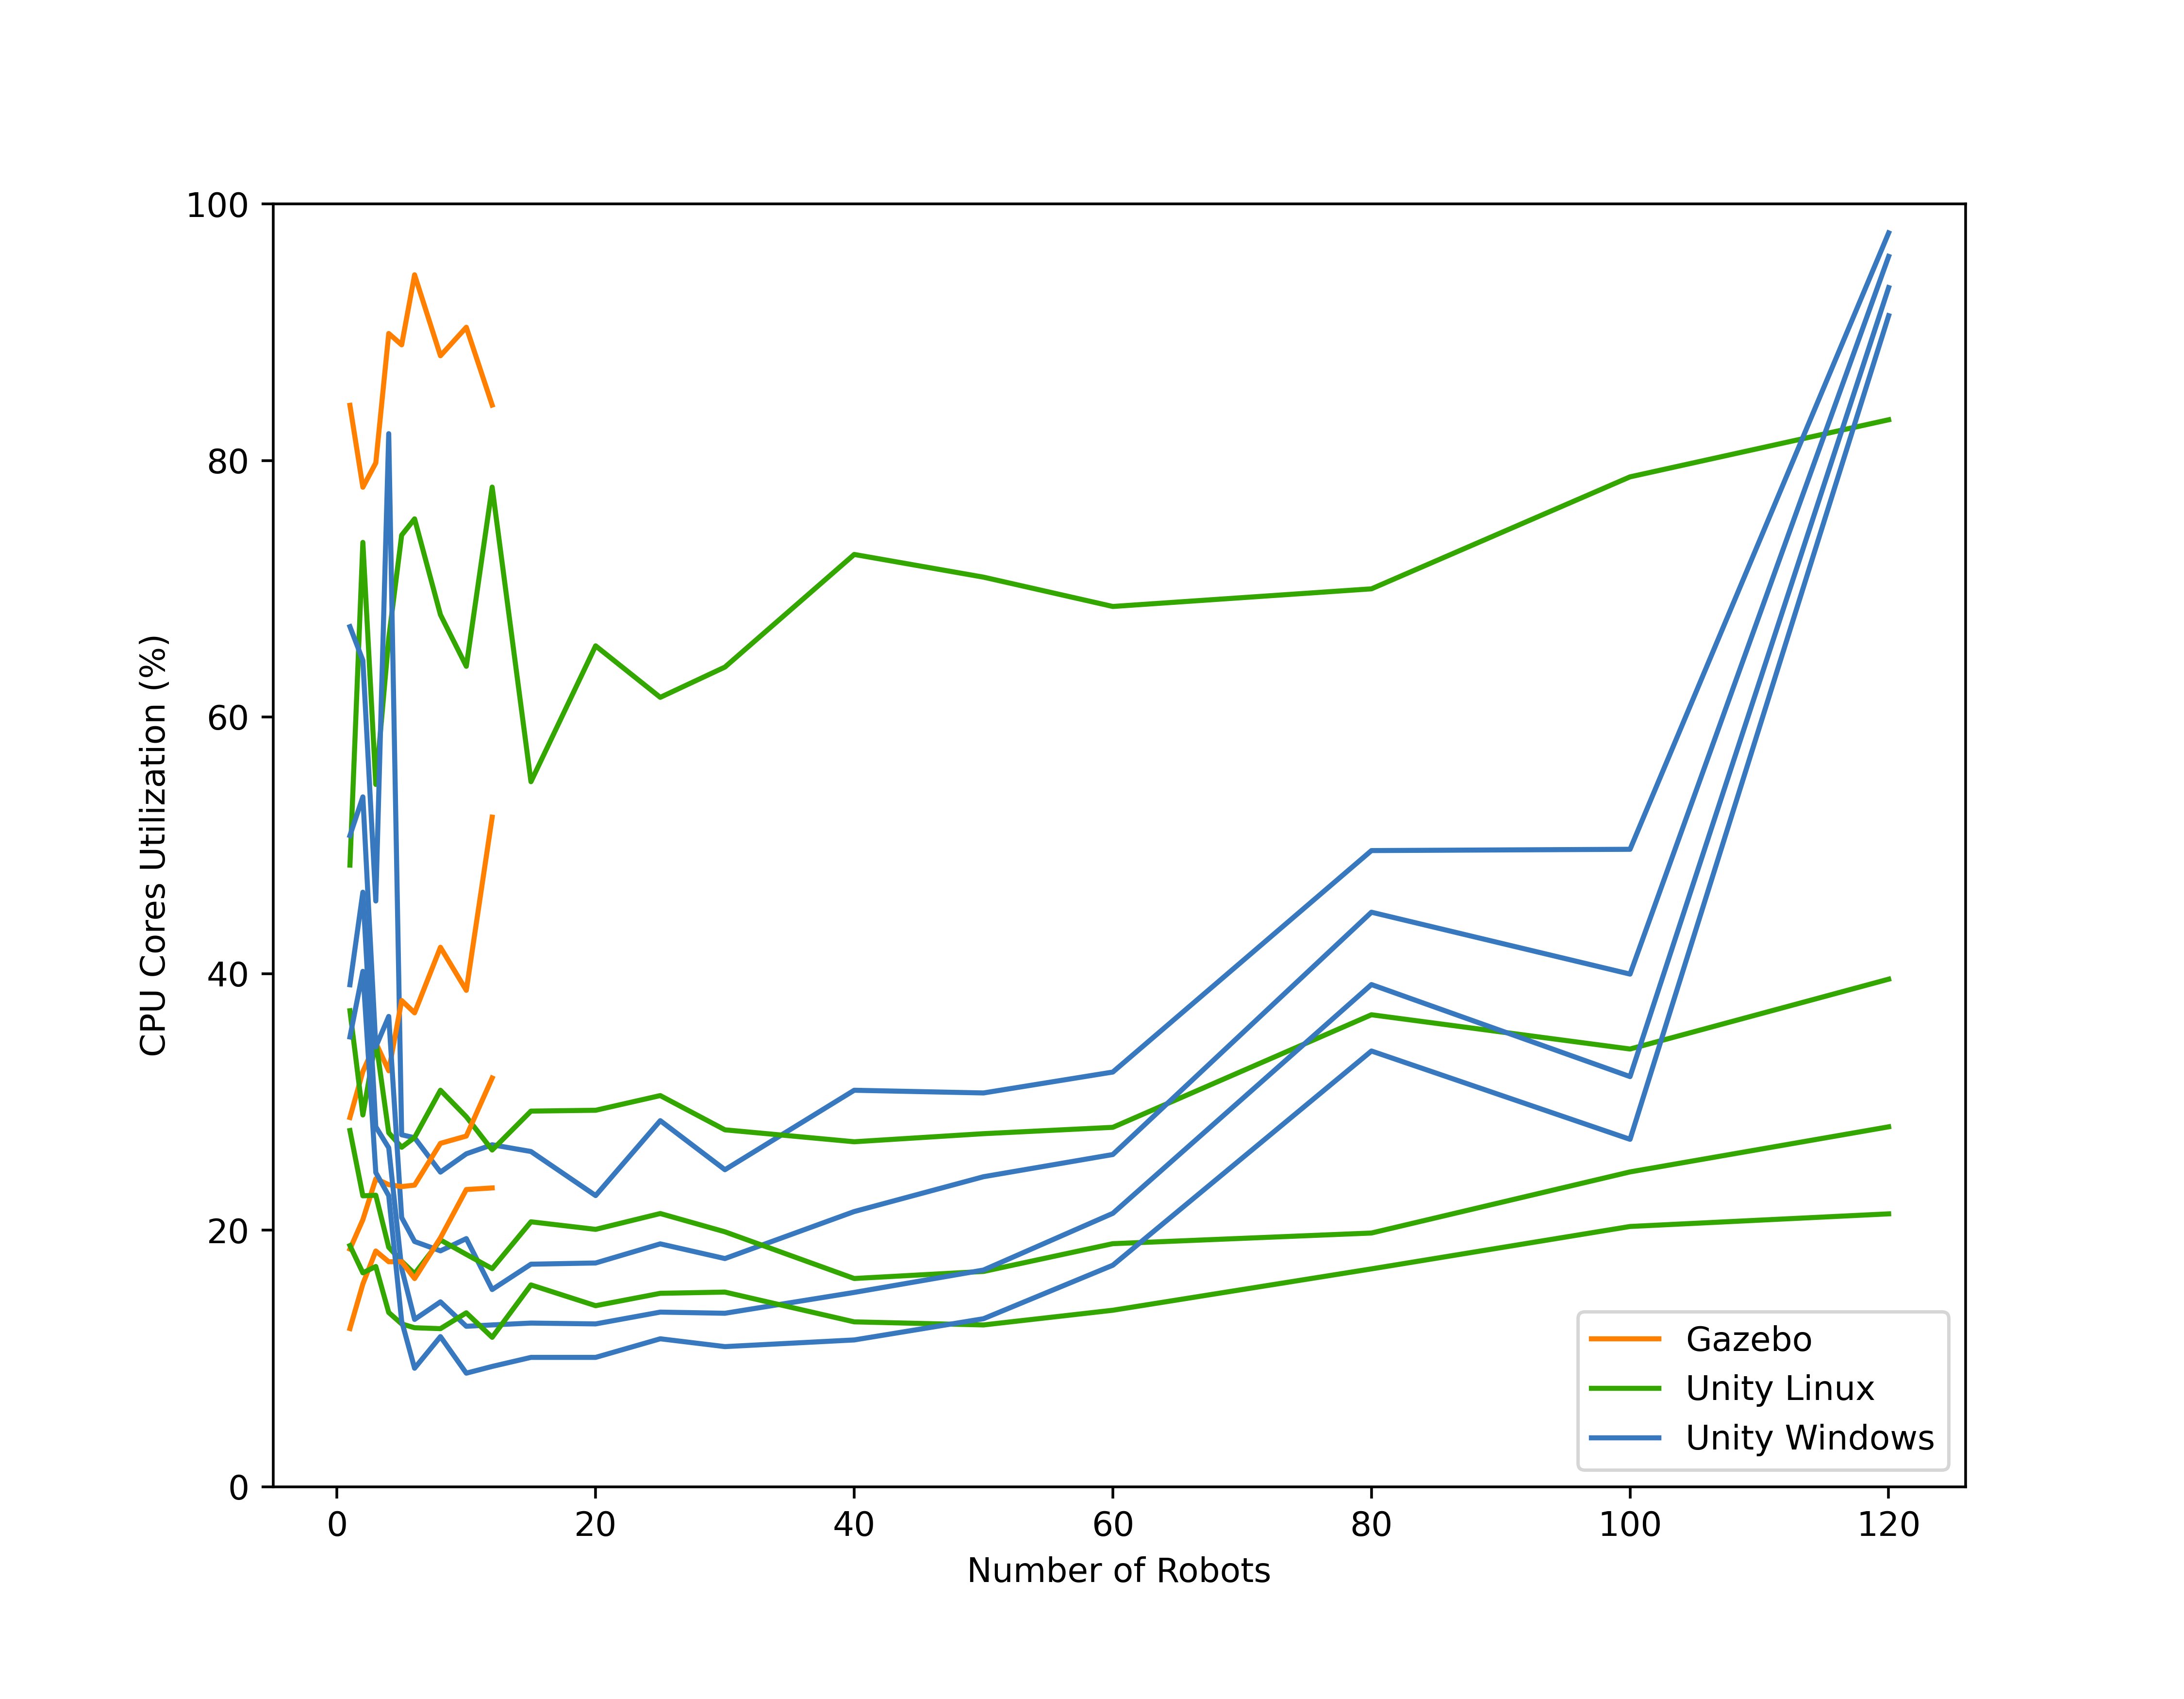 100
80
60
40
20
0
CPU Cores Utilization (%)
0 20 40 60 80 100 120
Number of Robots
Gazebo
Unity Linux
Unity Windows